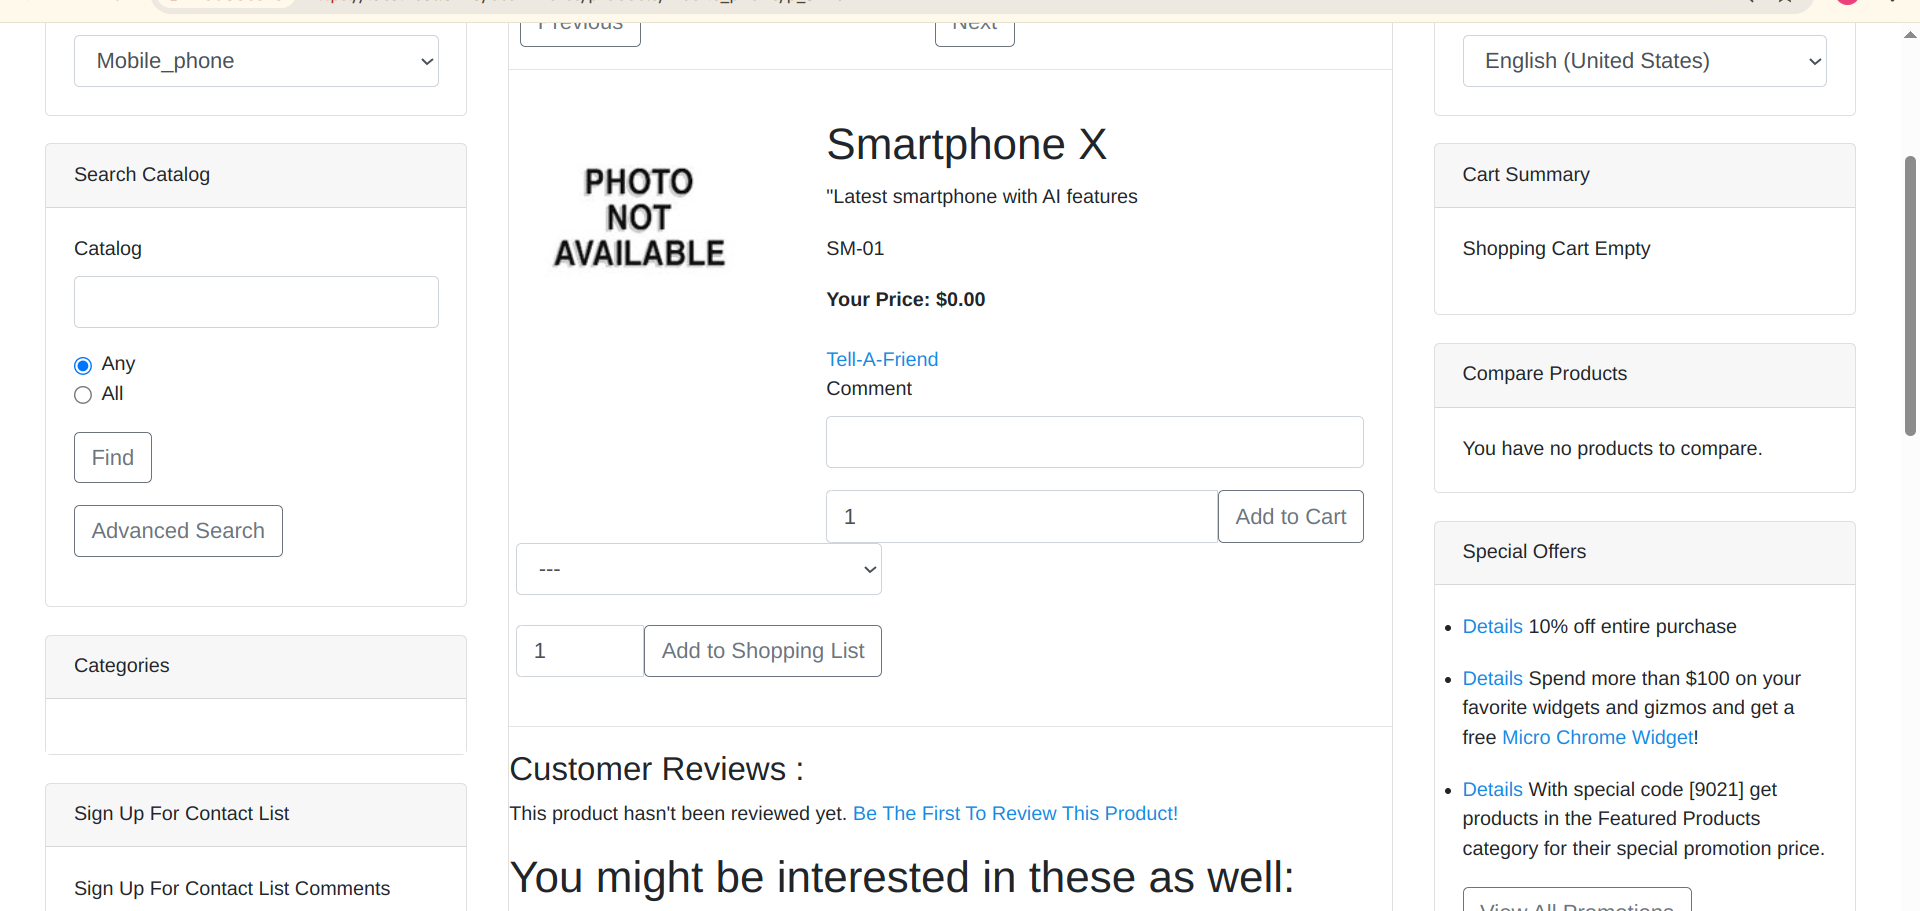 Previous
Next
Mobile_phone
English (United States)
Search Catalog
Catalog
Any
All
Find
Advanced Search
Categories
Sign Up For Contact List
Sign Up For Contact List Comments
PHOTO
NOT
AVAILABLE
Smartphone X
"Latest smartphone with AI features
SM-01
Your Price: $0.00
Tell-A-Friend
Comment
1
Add to Cart
---
1
Add to Shopping List
Customer Reviews :
This product hasn't been reviewed yet. Be The First To Review This Product!
You might be interested in these as well:
Cart Summary
Shopping Cart Empty
Compare Products
You have no products to compare.
Special Offers
Details 10% off entire purchase
Details Spend more than $100 on your
favorite widgets and gizmos and get a
free Micro Chrome Widget!
Details With special code [9021] get
products in the Featured Products
category for their special promotion price.
View All Promotions